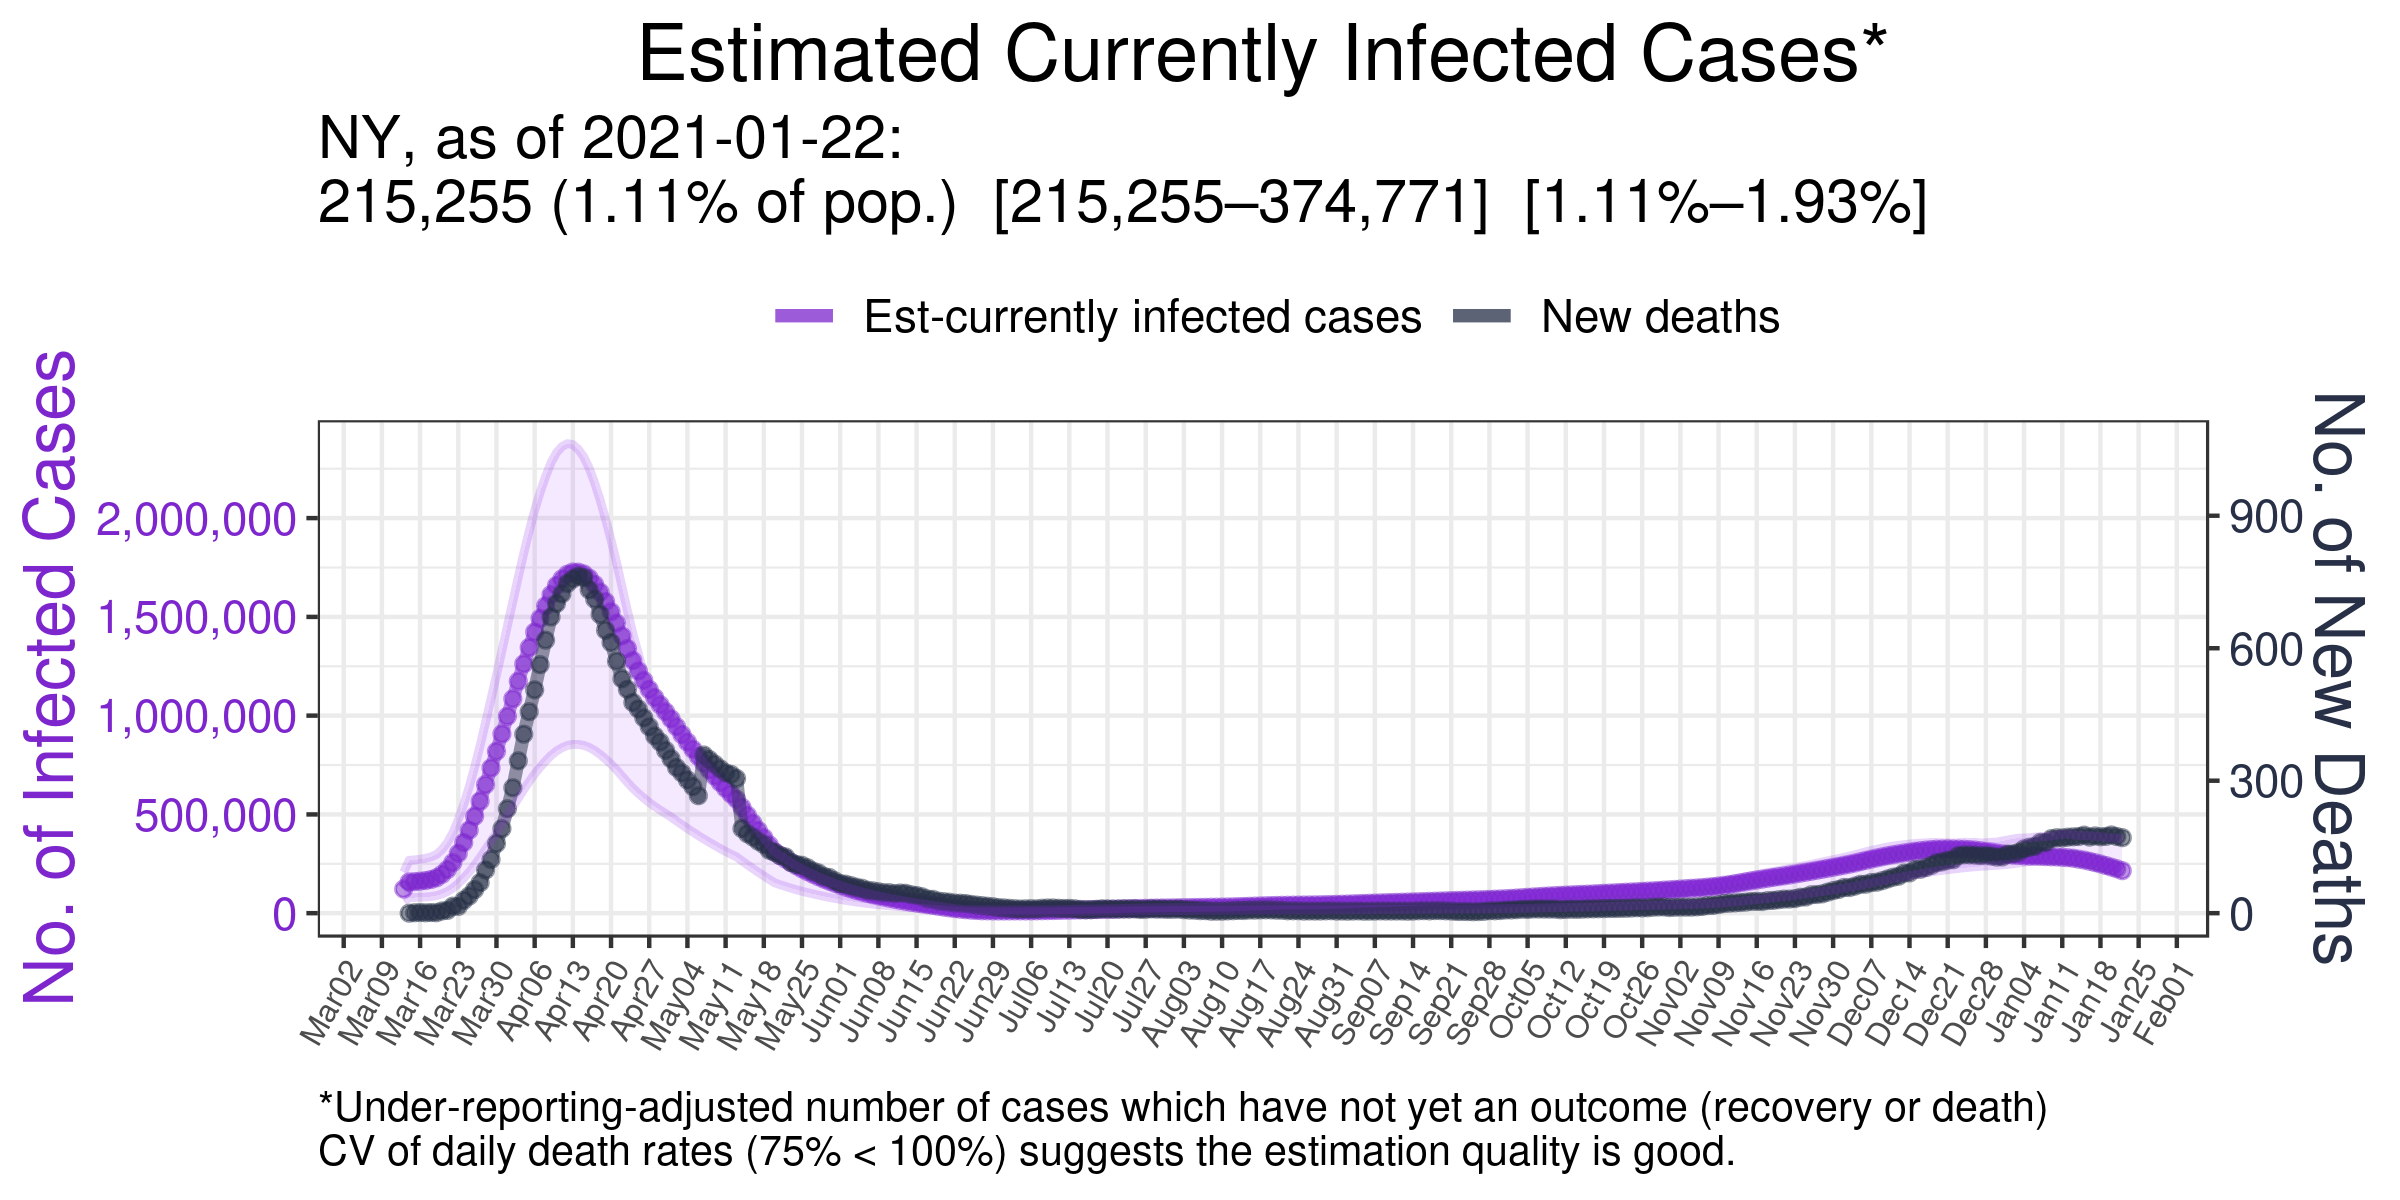 Estimated Currently Infected Cases*
NY, as of 2021-01-22:
215,255 (1.11% of pop.) [215,255–374,771] [1.11%–1.93%]
Est-currently infected cases
New deaths
No. of Infected Cases
2,000,000
1,500,000
1,000,000
500,000
0
No. of New Deaths
900
600
300
0
Mar02
Mar09
Mar16
Mar23
Mar30
Apr06
Apr13
Apr20
Apr27
May04
May11
May18
May25
Jun01
Jun08
Jun15
Jun22
Jun29
Jul06
Jul13
Jul20
Jul27
Aug03
Aug10
Aug17
Aug24
Aug31
Sep07
Sep14
Sep21
Sep28
Oct05
Oct12
Oct19
Oct26
Nov02
Nov09
Nov16
Nov23
Nov30
Dec07
Dec14
Dec21
Dec28
Jan04
Jan11
Jan18
Jan25
Feb01
*Under-reporting-adjusted number of cases which have not yet an outcome (recovery or death)
CV of daily death rates (75% < 100%) suggests the estimation quality is good.